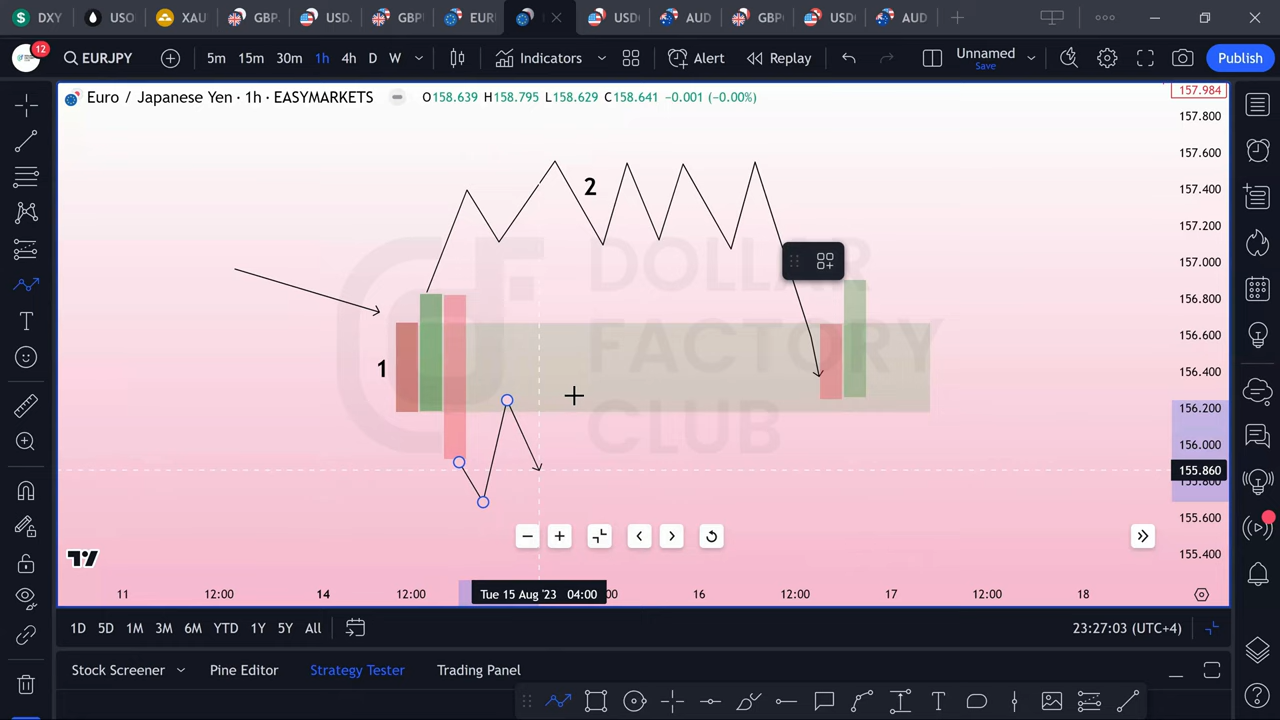 DXY USO XAU GBP. USD. GBP EUR USD AUD GBP USD AUD
12 EURJPY 5m 15m 30m 1h 4h D W Indicators Alert Replay Unnamed Save Publish
Euro / Japanese Yen · 1h · EASYMARKETS O158.639 H158.795 L158.629 C158.641 −0.001 (−0.00%)
157.984
157.800
157.600
2
157.400
157.200
DOLLAR
157.000
156.800
FACTORY
156.600
1
156.400
CLUB
156.200
156.000
155.860
155.800
155.600
155.400
11 12:00 14 12:00 Tue 15 Aug '23 04:00 16 12:00 17 12:00 18
1D 5D 1M 3M 6M YTD 1Y 5Y All 23:27:03 (UTC+4)
Stock Screener Pine Editor Strategy Tester Trading Panel